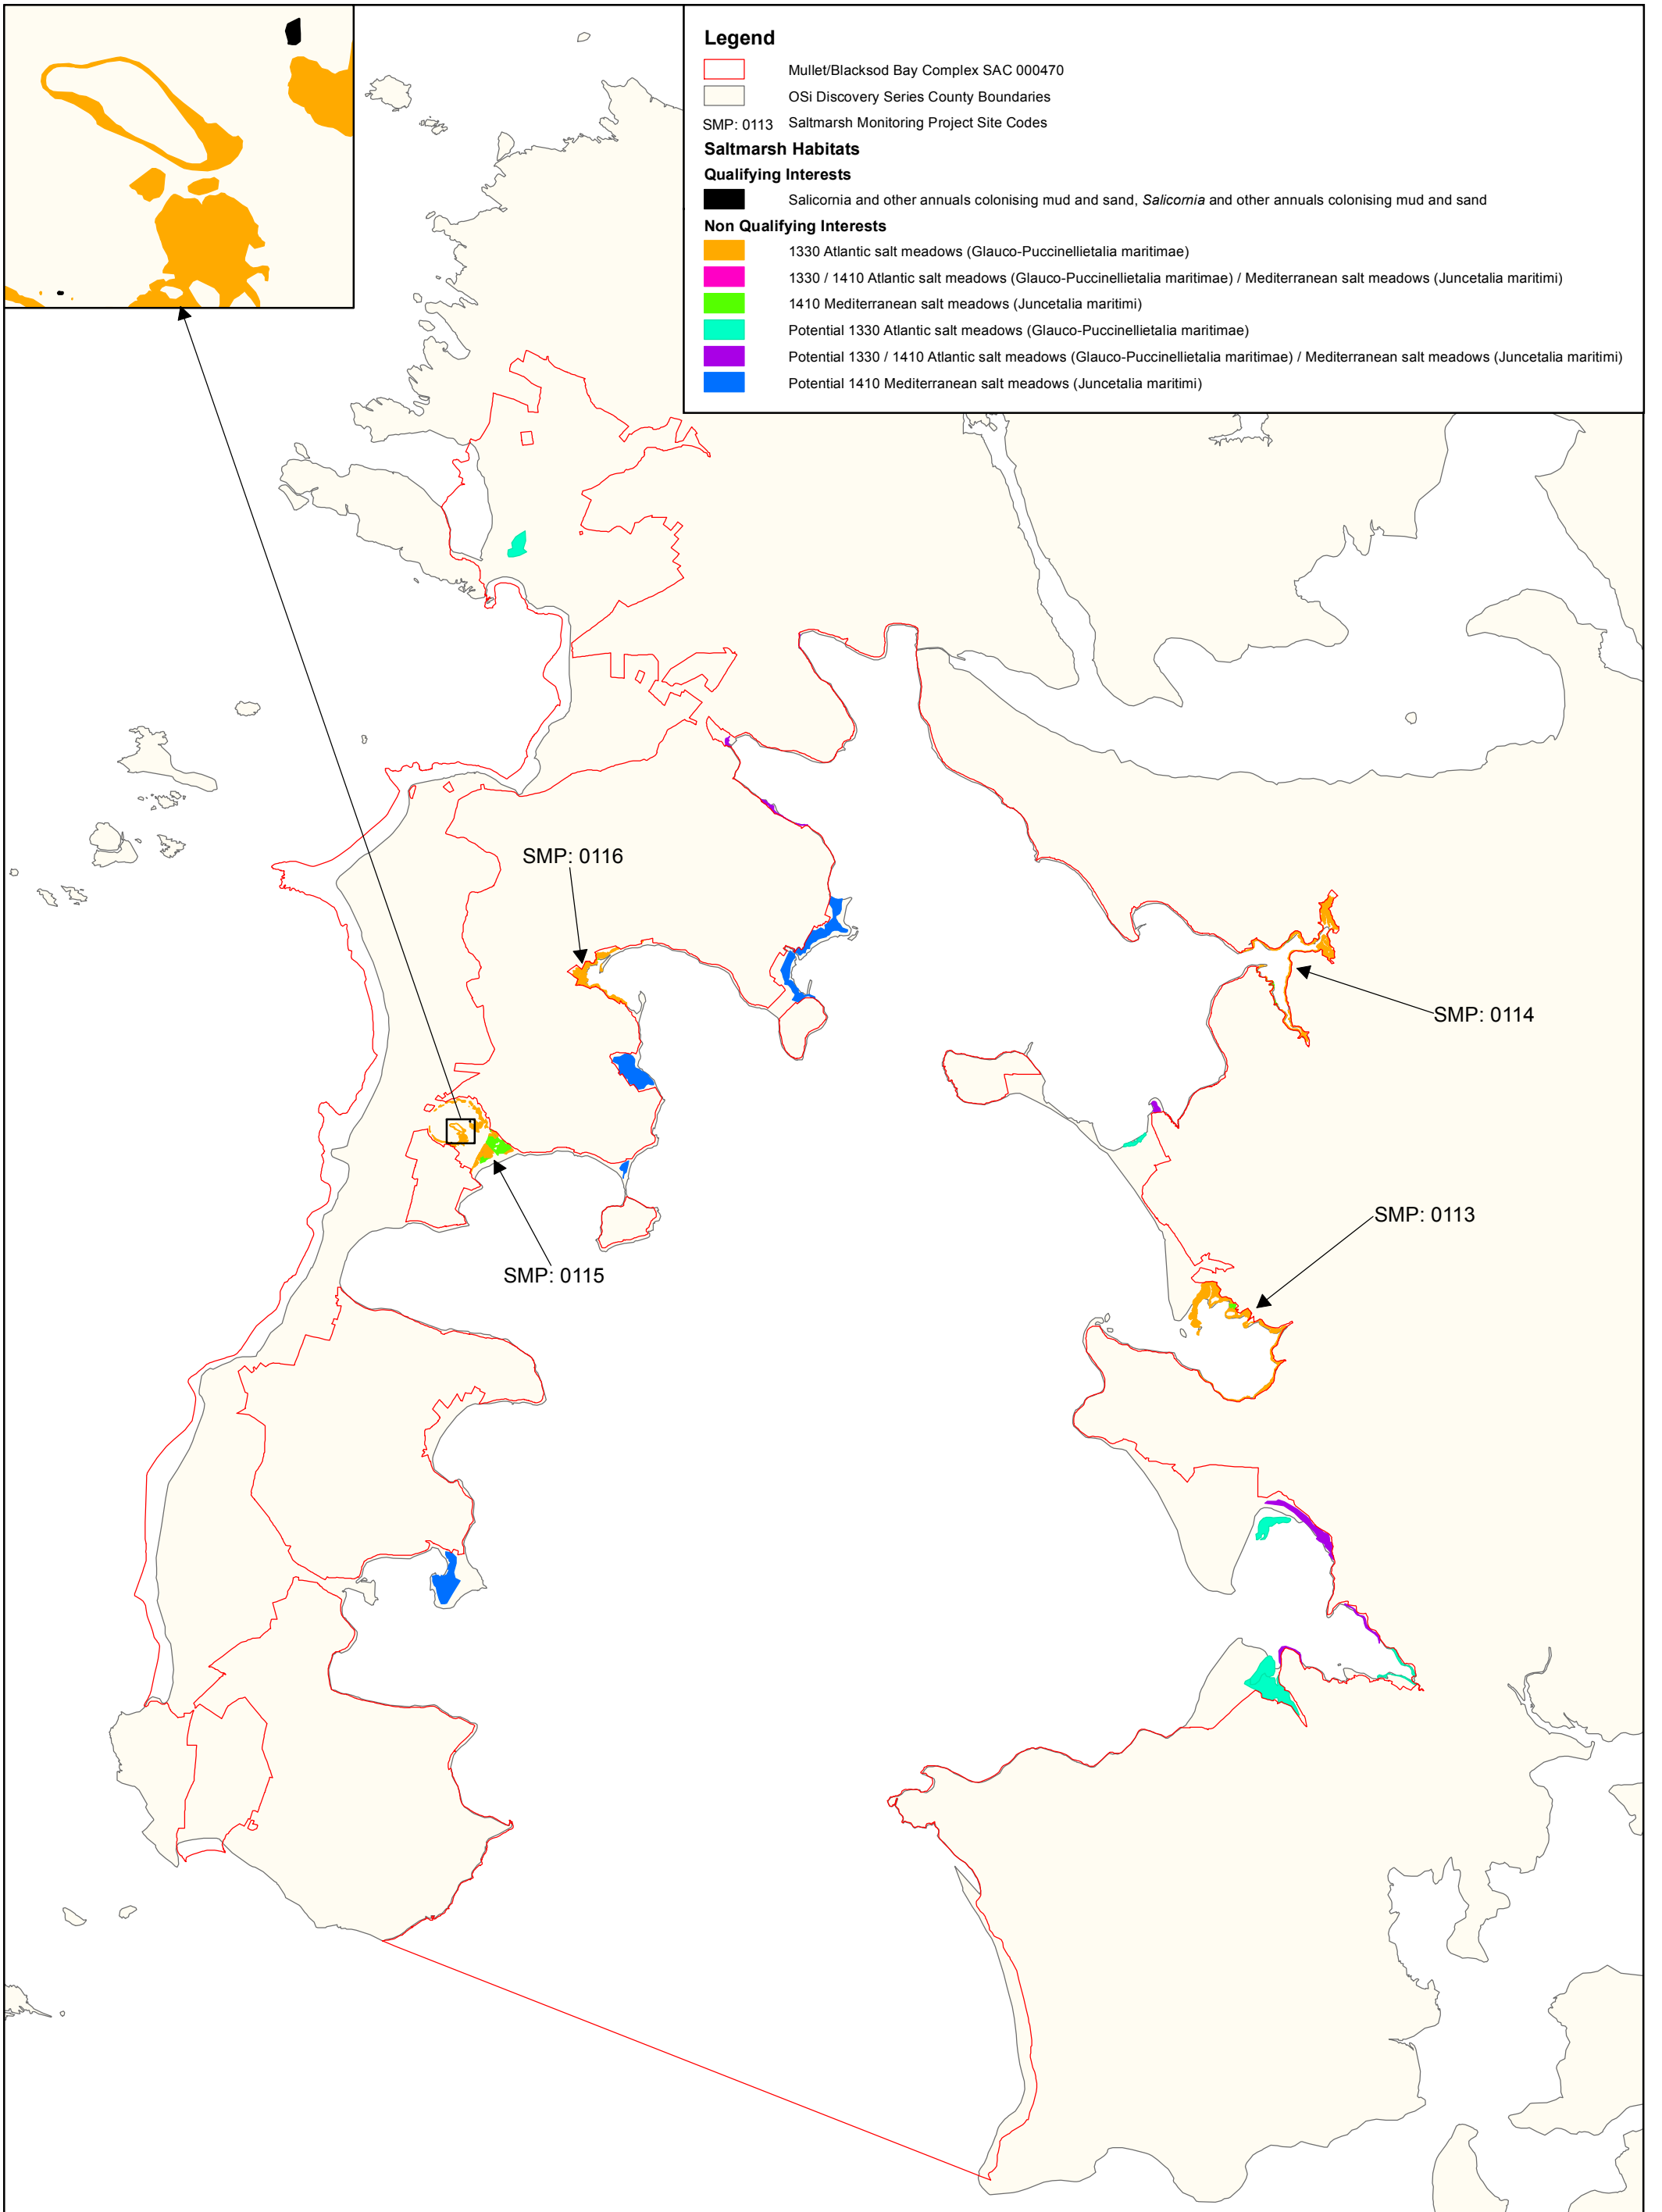 Legend
Mullet/Blacksod Bay Complex SAC 000470
OSi Discovery Series County Boundaries
SMP: 0113 Saltmarsh Monitoring Project Site Codes
Saltmarsh Habitats
Qualifying Interests
Salicornia and other annuals colonising mud and sand, Salicornia and other annuals colonising mud and sand
Non Qualifying Interests
1330 Atlantic salt meadows (Glauco-Puccinellietalia maritimae)
1330 / 1410 Atlantic salt meadows (Glauco-Puccinellietalia maritimae) / Mediterranean salt meadows (Juncetalia maritimi)
1410 Mediterranean salt meadows (Juncetalia maritimi)
Potential 1330 Atlantic salt meadows (Glauco-Puccinellietalia maritimae)
Potential 1330 / 1410 Atlantic salt meadows (Glauco-Puccinellietalia maritimae) / Mediterranean salt meadows (Juncetalia maritimi)
Potential 1410 Mediterranean salt meadows (Juncetalia maritimi)
SMP: 0116
SMP: 0114
SMP: 0113
SMP: 0115